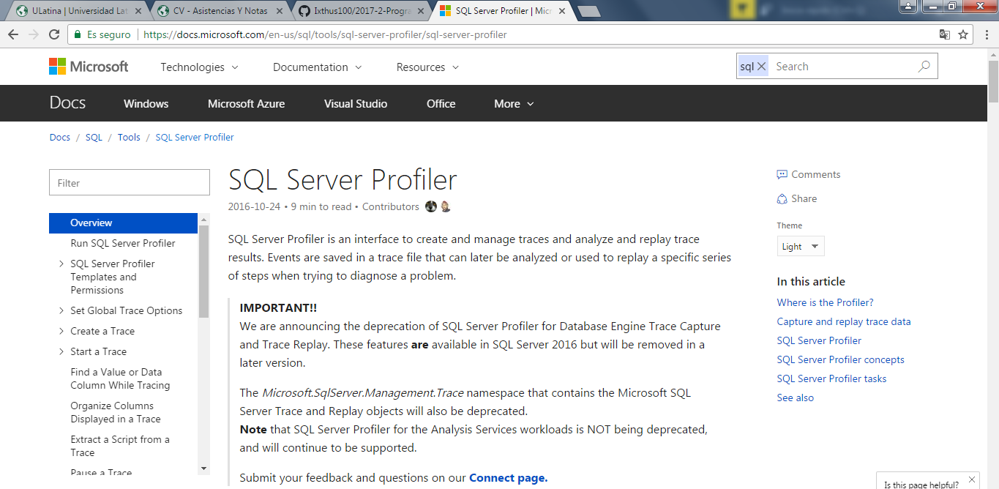 ULatina | Universidad Lat
CV - Asistencias Y Notas
Ixthus100/2017-2-Progra
SQL Server Profiler | Micr
Es seguro
https://docs.microsoft.com/en-us/sql/tools/sql-server-profiler/sql-server-profiler
Microsoft
Technologies
Documentation
Resources
sql
Search
Docs
Windows
Microsoft Azure
Visual Studio
Office
More
Docs / SQL / Tools / SQL Server Profiler
Filter
Overview
Run SQL Server Profiler
SQL Server Profiler
Templates and
Permissions
Set Global Trace Options
Create a Trace
Start a Trace
Find a Value or Data
Column While Tracing
Organize Columns
Displayed in a Trace
Extract a Script from a
Trace
Pause a Trace
SQL Server Profiler
2016-10-24 • 9 min to read • Contributors
SQL Server Profiler is an interface to create and manage traces and analyze and replay trace
results. Events are saved in a trace file that can later be analyzed or used to replay a specific series
of steps when trying to diagnose a problem.
IMPORTANT!!
We are announcing the deprecation of SQL Server Profiler for Database Engine Trace Capture
and Trace Replay. These features are available in SQL Server 2016 but will be removed in a
later version.
The Microsoft.SqlServer.Management.Trace namespace that contains the Microsoft SQL
Server Trace and Replay objects will also be deprecated.
Note that SQL Server Profiler for the Analysis Services workloads is NOT being deprecated,
and will continue to be supported.
Submit your feedback and questions on our Connect page.
Comments
Share
Theme
Light
In this article
Where is the Profiler?
Capture and replay trace data
SQL Server Profiler
SQL Server Profiler concepts
SQL Server Profiler tasks
See also
Is this page helpful?